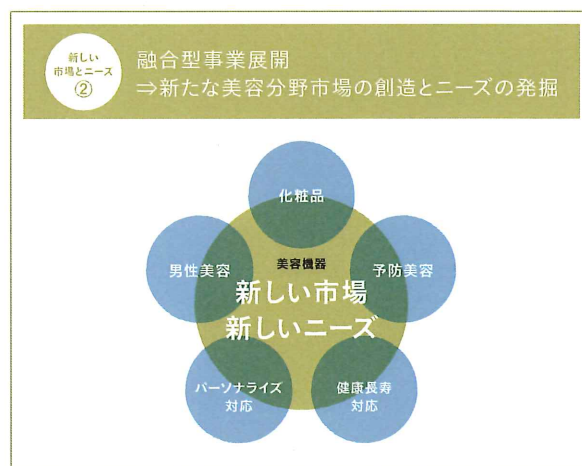 新しい
市場とニーズ
②
融合型事業展開
⇒新たな美容分野市場の創造とニーズの発掘
化粧品
男性美容
美容機器
予防美容
新しい市場
新しいニーズ
パーソナライズ
対応
健康長寿
対応